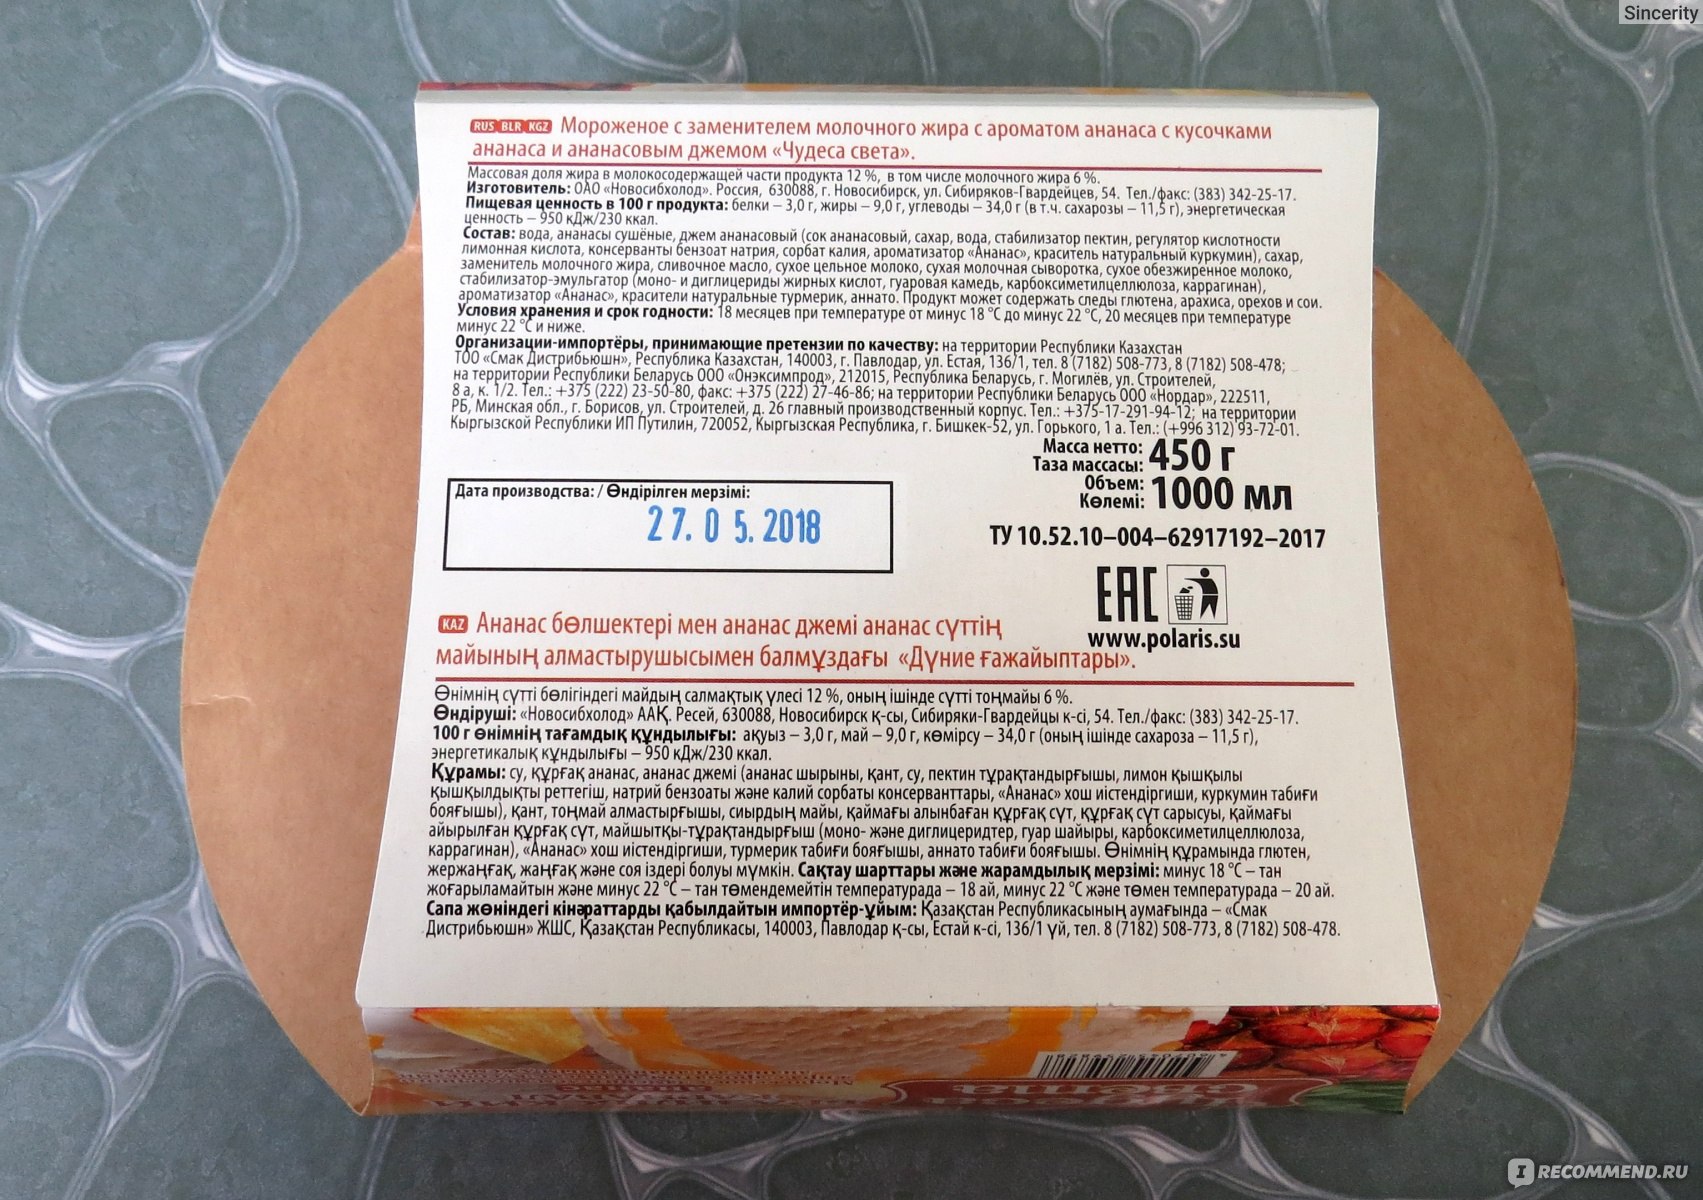 Sincerity
RUS BLR KGZ Мороженое с заменителем молочного жира с ароматом ананаса с кусочками
ананаса и ананасовым джемом «Чудеса света».
Массовая доля жира в молокосодержащей части продукта 12 %, в том числе молочного жира 6 %.
Изготовитель: ОАО «Новосибхолод». Россия, 630088, г. Новосибирск, ул. Сибиряков-Гвардейцев, 54. Тел./факс: (383) 342-25-17.
Пищевая ценность в 100 г продукта: белки – 3,0 г, жиры – 9,0 г, углеводы – 34,0 г (в т.ч. сахарозы – 11,5 г), энергетическая
ценность – 950 кДж/230 ккал.
Состав: вода, ананасы сушёные, джем ананасовый (сок ананасовый, сахар, вода, стабилизатор пектин, регулятор кислотности
лимонная кислота, консерванты бензоат натрия, сорбат калия, ароматизатор «Ананас», краситель натуральный куркумин), сахар,
заменитель молочного жира, сливочное масло, сухое цельное молоко, сухая молочная сыворотка, сухое обезжиренное молоко,
стабилизатор-эмульгатор (моно- и диглицериды жирных кислот, гуаровая камедь, карбоксиметилцеллюлоза, каррагинан),
ароматизатор «Ананас», красители натуральные турмерик, аннато. Продукт может содержать следы глютена, арахиса, орехов и сои.
Условия хранения и срок годности: 18 месяцев при температуре от минус 18 °С до минус 22 °С, 20 месяцев при температуре
минус 22 °С и ниже.
Организации-импортёры, принимающие претензии по качеству: на территории Республики Казахстан
ТОО «Смак Дистрибьюшн», Республика Казахстан, 140003, г. Павлодар, ул. Естая, 136/1, тел. 8 (7182) 508-773, 8 (7182) 508-478;
на территории Республики Беларусь ООО «Онэксимпрод», 212015, Республика Беларусь, г. Могилёв, ул. Строителей,
8 а, к. 1/2. Тел.: +375 (222) 23-50-80, факс: +375 (222) 27-46-86; на территории Республики Беларусь ООО «Нордар», 222511,
РБ, Минская обл., г. Борисов, ул. Строителей, д. 26 главный производственный корпус. Тел.: +375-17-291-94-12; на территории
Кыргызской Республики ИП Путилин, 720052, Кыргызская Республика, г. Бишкек-52, ул. Горького, 1 а. Тел.: (+996 312) 93-72-01.
Масса нетто: 450 г
Таза массасы:
Объем: 1000 мл
Көлемі:
Дата производства: / Өндірілген мерзімі:
27. 0 5. 2018
ТУ 10.52.10–004–62917192–2017
EAC
www.polaris.su
KAZ Ананас бөлшектері мен ананас джемі ананас сүттің
майының алмастырушысымен балмұздағы «Дүние ғажайыптары».
Өнімнің сүтті бөлігіндегі майдың салмақтық үлесі 12 %, оның ішінде сүтті тоңмайы 6 %.
Өндіруші: «Новосибхолод» ААҚ. Ресей, 630088, Новосибирск қ-сы, Сибиряки-Гвардейцы к-сі, 54. Тел./факс: (383) 342-25-17.
100 г өнімнің тағамдық құндылығы: ақуыз – 3,0 г, май – 9,0 г, көмірсу – 34,0 г (оның ішінде сахароза – 11,5 г),
энергетикалық құндылығы – 950 кДж/230 ккал.
Құрамы: су, құрғақ ананас, ананас джемі (ананас шырыны, қант, су, пектин тұрақтандырғышы, лимон қышқылы
қышқылдықты реттегіш, натрий бензоаты және калий сорбаты консерванттары, «Ананас» хош иістендіргиши, куркумин табиғи
бояғышы), қант, тоңмай алмастырғышы, сиырдың майы, қаймағы алынбаған құрғақ сүт, құрғақ сүт сарысуы, қаймағы
айырылған құрғақ сүт, майшытқы-тұрақтандырғыш (моно- және диглицеридтер, гуар шайыры, карбоксиметилцеллюлоза,
каррагинан), «Ананас» хош иістендіргиши, турмерик табиғи бояғышы, аннато табиғи бояғышы. Өнімнің құрамында глютен,
жержаңғақ, жаңғақ және соя іздері болуы мүмкін. Сақтау шарттары және жарамдылық мерзімі: минус 18 °С – тан
жоғарыламайтын және минус 22 °С – тан төмендемейтін температурада – 18 ай, минус 22 °С және төмен температурада – 20 ай.
Сапа жөніндегі кінәраттарды қабылдайтын импортёр-ұйым: Қазақстан Республикасының аумағында – «Смак
Дистрибьюшн» ЖШС, Қазақстан Республикасы, 140003, Павлодар қ-сы, Естай к-сі, 136/1 үй, тел. 8 (7182) 508-773, 8 (7182) 508-478.
IRECOMMEND.RU